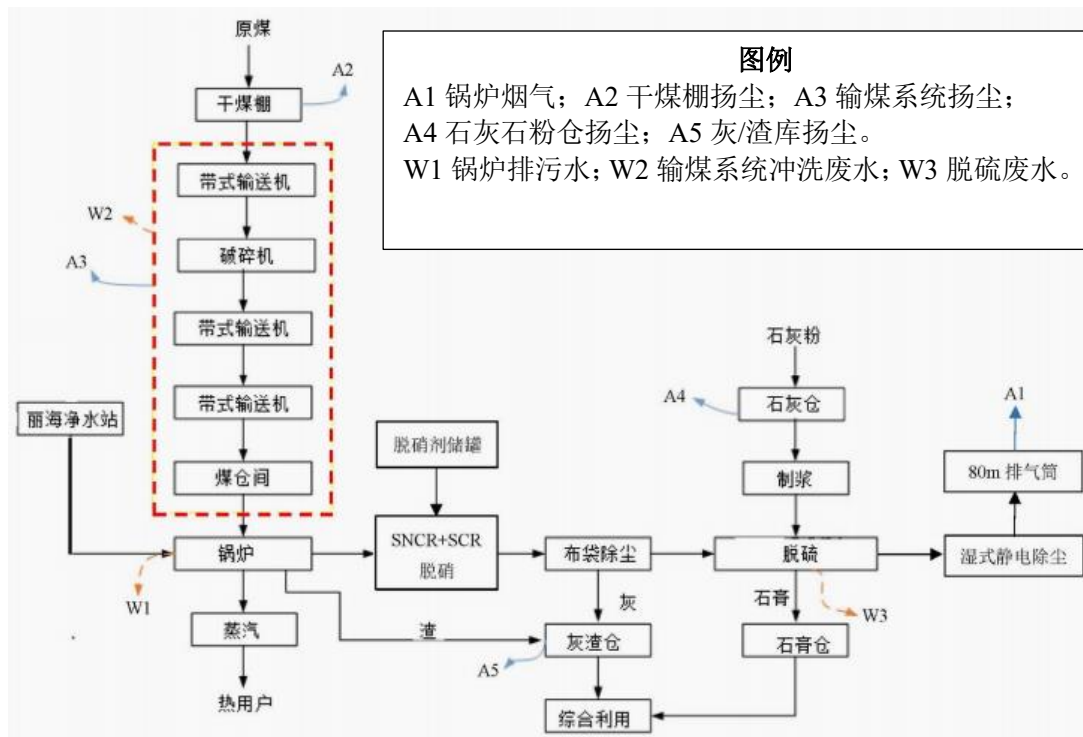 原煤
干煤棚
A2
图例
A1 锅炉烟气；A2 干煤棚扬尘；A3 输煤系统扬尘；
A4 石灰石粉仓扬尘；A5 灰/渣库扬尘。
W1 锅炉排污水；W2 输煤系统冲洗废水；W3 脱硫废水。
带式输送机
W2
破碎机
A3
带式输送机
带式输送机
煤仓间
丽海净水站
脱硝剂储罐
石灰粉
A4
石灰仓
制浆
A1
80m 排气筒
锅炉
SNCR+SCR
脱硝
布袋除尘
脱硫
湿式静电除尘
W1
蒸汽
渣
灰
石膏
W3
灰渣仓
石膏仓
A5
热用户
综合利用